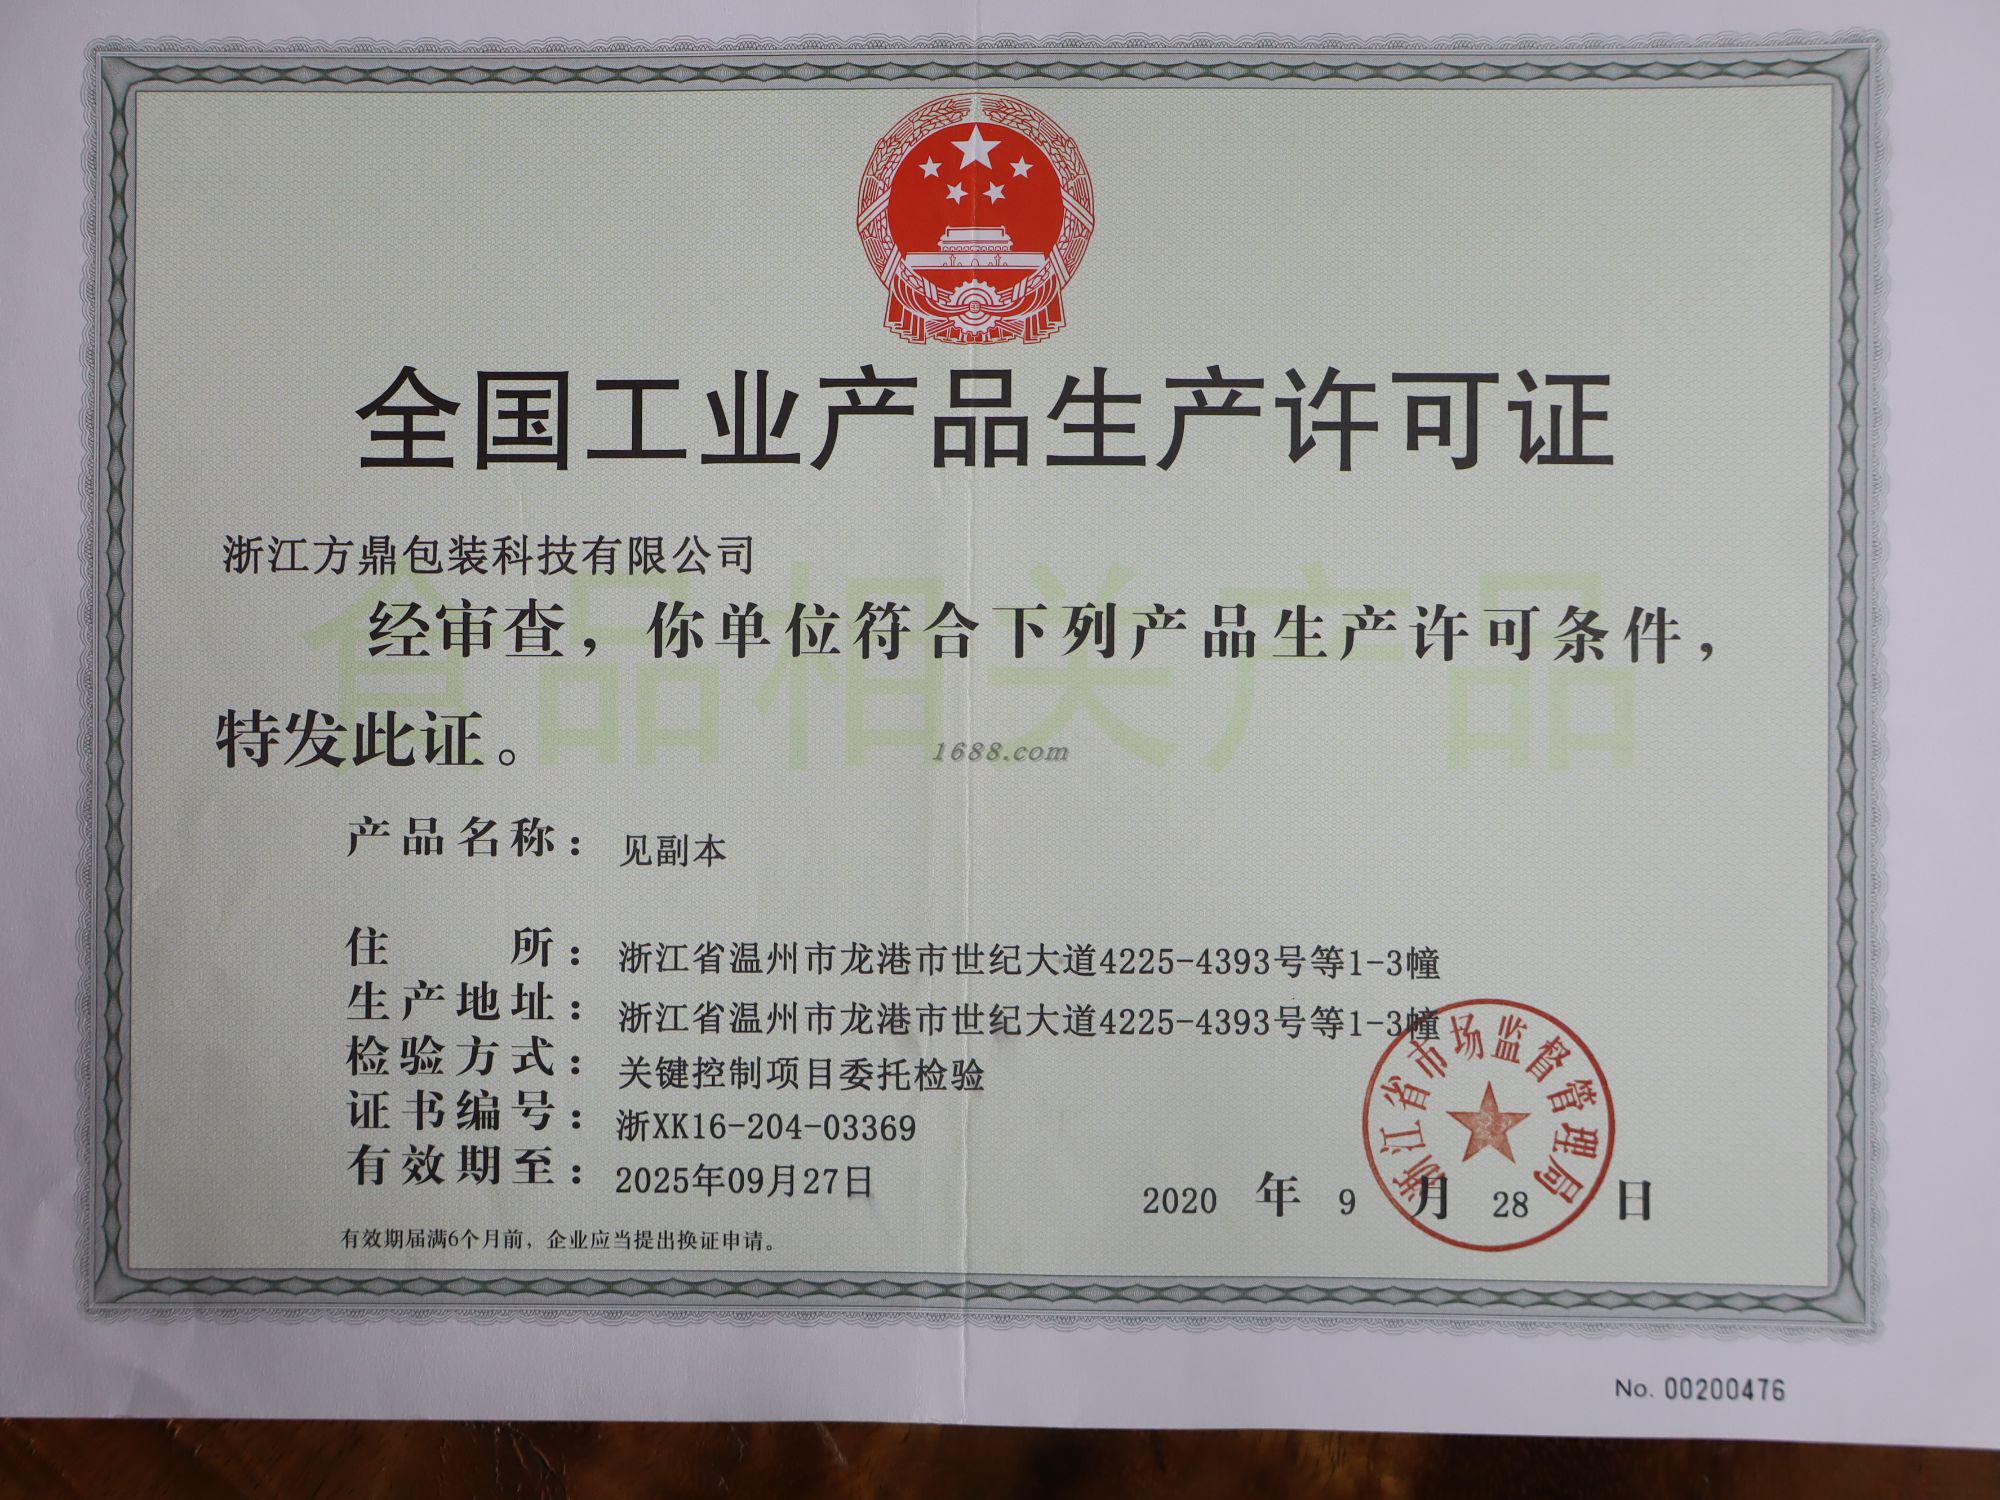 全国工业产品生产许可证
浙江方鼎包装科技有限公司
食品相关产品
经审查，你单位符合下列产品生产许可条件，
特发此证。
1688.com
产品名称：见副本
住所：浙江省温州市龙港市世纪大道4225-4393号等1-3幢
生产地址：浙江省温州市龙港市世纪大道4225-4393号等1-3幢
检验方式：关键控制项目委托检验
证书编号：浙XK16-204-03369
有效期至：2025年09月27日
浙江省市场监督管理局
2020 年 9 月 28 日
有效期届满6个月前，企业应当提出换证申请。
No. 00200476